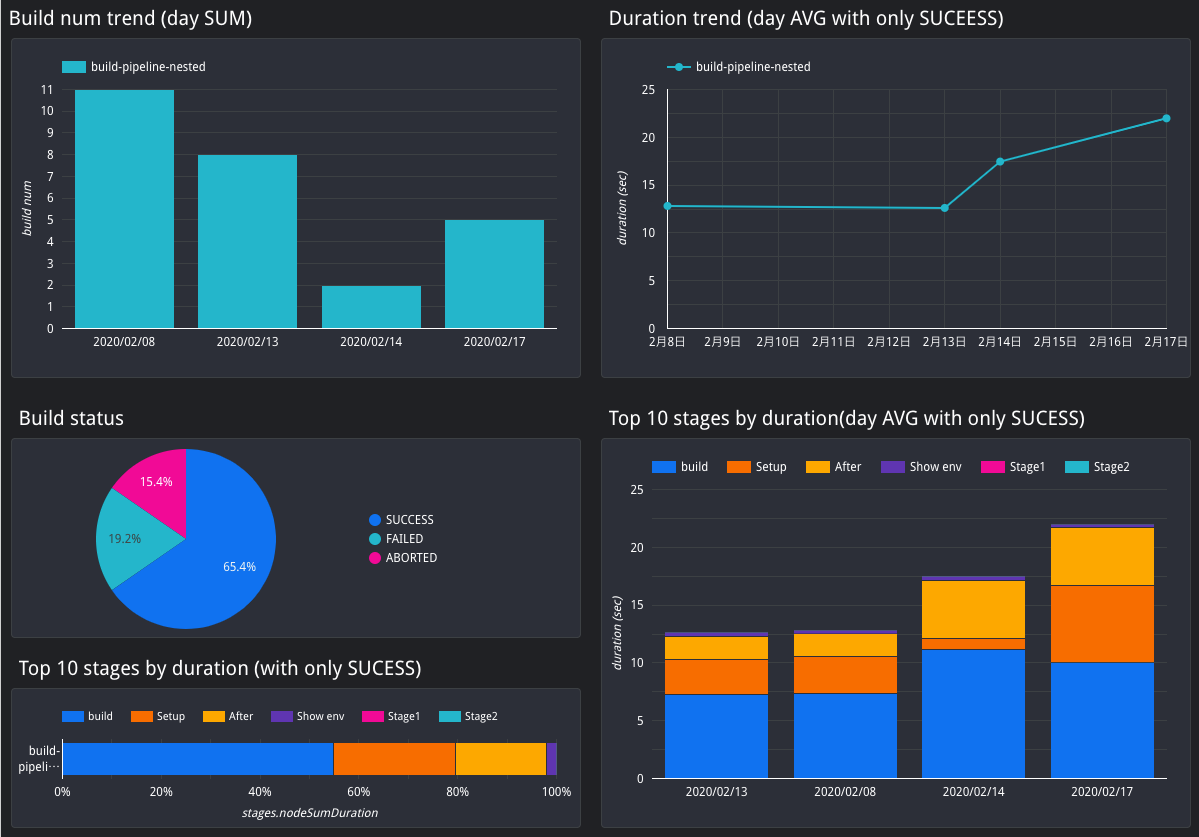 Build num trend (day SUM)
build-pipeline-nested
11
10
9
8
7
6
5
4
3
2
1
0
build num
2020/02/08
2020/02/13
2020/02/14
2020/02/17
Duration trend (day AVG with only SUCEESS)
build-pipeline-nested
25
20
15
10
5
0
duration (sec)
2月8日
2月9日
2月10日
2月11日
2月12日
2月13日
2月14日
2月15日
2月16日
2月17日
Build status
15.4%
19.2%
65.4%
SUCCESS
FAILED
ABORTED
Top 10 stages by duration (with only SUCESS)
build
Setup
After
Show env
Stage1
Stage2
build-
pipeli…
0%
20%
40%
60%
80%
100%
stages.nodeSumDuration
Top 10 stages by duration(day AVG with only SUCESS)
build
Setup
After
Show env
Stage1
Stage2
25
20
15
10
5
0
duration (sec)
2020/02/13
2020/02/08
2020/02/14
2020/02/17